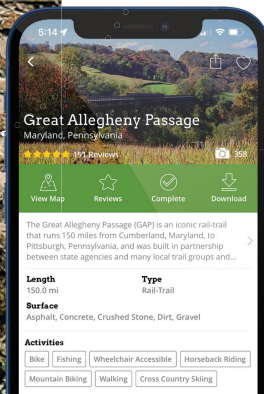 5:14
Great Allegheny Passage
Maryland, Pennsylvania
151 Reviews
358
View Map
Reviews
Complete
Download
The Great Allegheny Passage (GAP) is an iconic rail-trail
that runs 150 miles from Cumberland, Maryland, to
Pittsburgh, Pennsylvania, and was built in partnership
between state agencies and many local trail groups and...
Length
Type
150.0 mi
Rail-Trail
Surface
Asphalt, Concrete, Crushed Stone, Dirt, Gravel
Activities
Bike
Fishing
Wheelchair Accessible
Horseback Riding
Mountain Biking
Walking
Cross Country Skiing